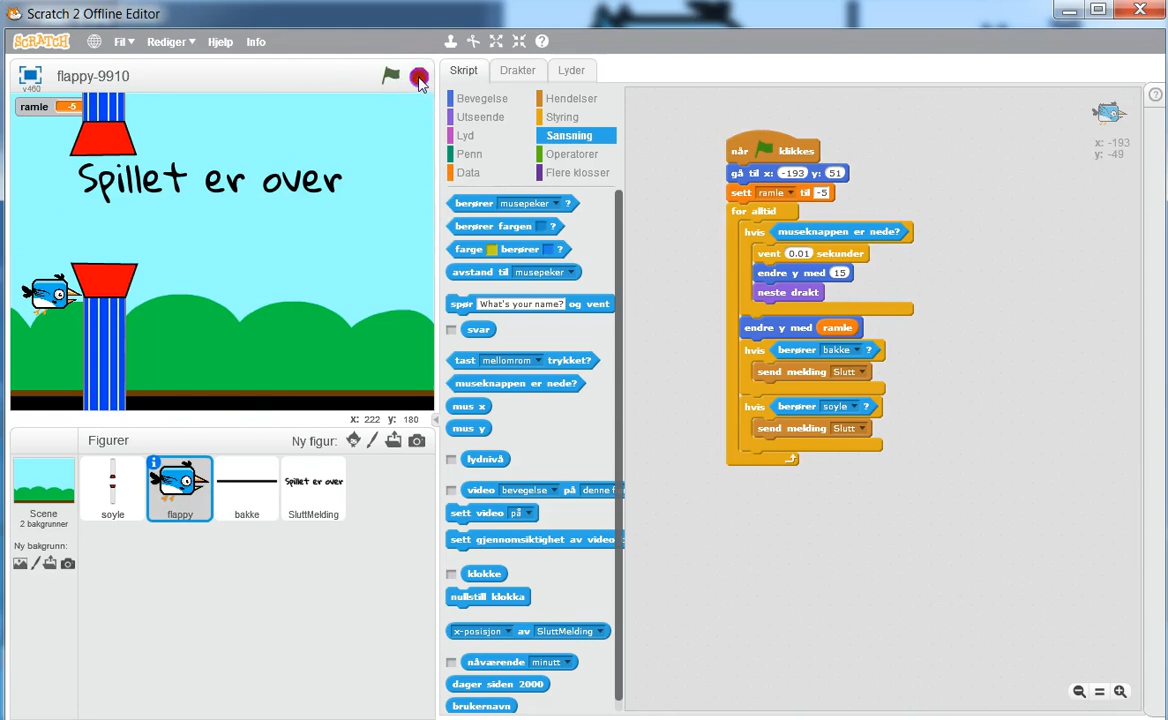 Scratch 2 Offline Editor
SCRATCH
Fil
Rediger
Hjelp
Info
flappy-9910
v460
ramle -5
Spillet er over
x: 222 y: 180
Figurer
Ny figur:
Scene
2 bakgrunner
Ny bakgrunn:
soyle
flappy
bakke
Spillet er over
SluttMelding
Skript
Drakter
Lyder
Bevegelse
Hendelser
Utseende
Styring
Lyd
Sansning
Penn
Operatorer
Data
Flere klosser
berører musepeker ?
berører fargen ?
farge berører ?
avstand til musepeker
spør What's your name? og vent
svar
tast mellomrom trykket?
museknappen er nede?
mus x
mus y
lydnivå
video bevegelse på denne f
sett video på
sett gjennomsiktighet av video
klokke
nullstill klokka
x-posisjon av SluttMelding
nåværende minutt
dager siden 2000
brukernavn
når klikkes
gå til x: -193 y: 51
sett ramle til -5
for alltid
hvis museknappen er nede?
vent 0.01 sekunder
endre y med 15
neste drakt
endre y med ramle
hvis berører bakke ?
send melding Slutt
hvis berører soyle ?
send melding Slutt
x: -193
y: -49